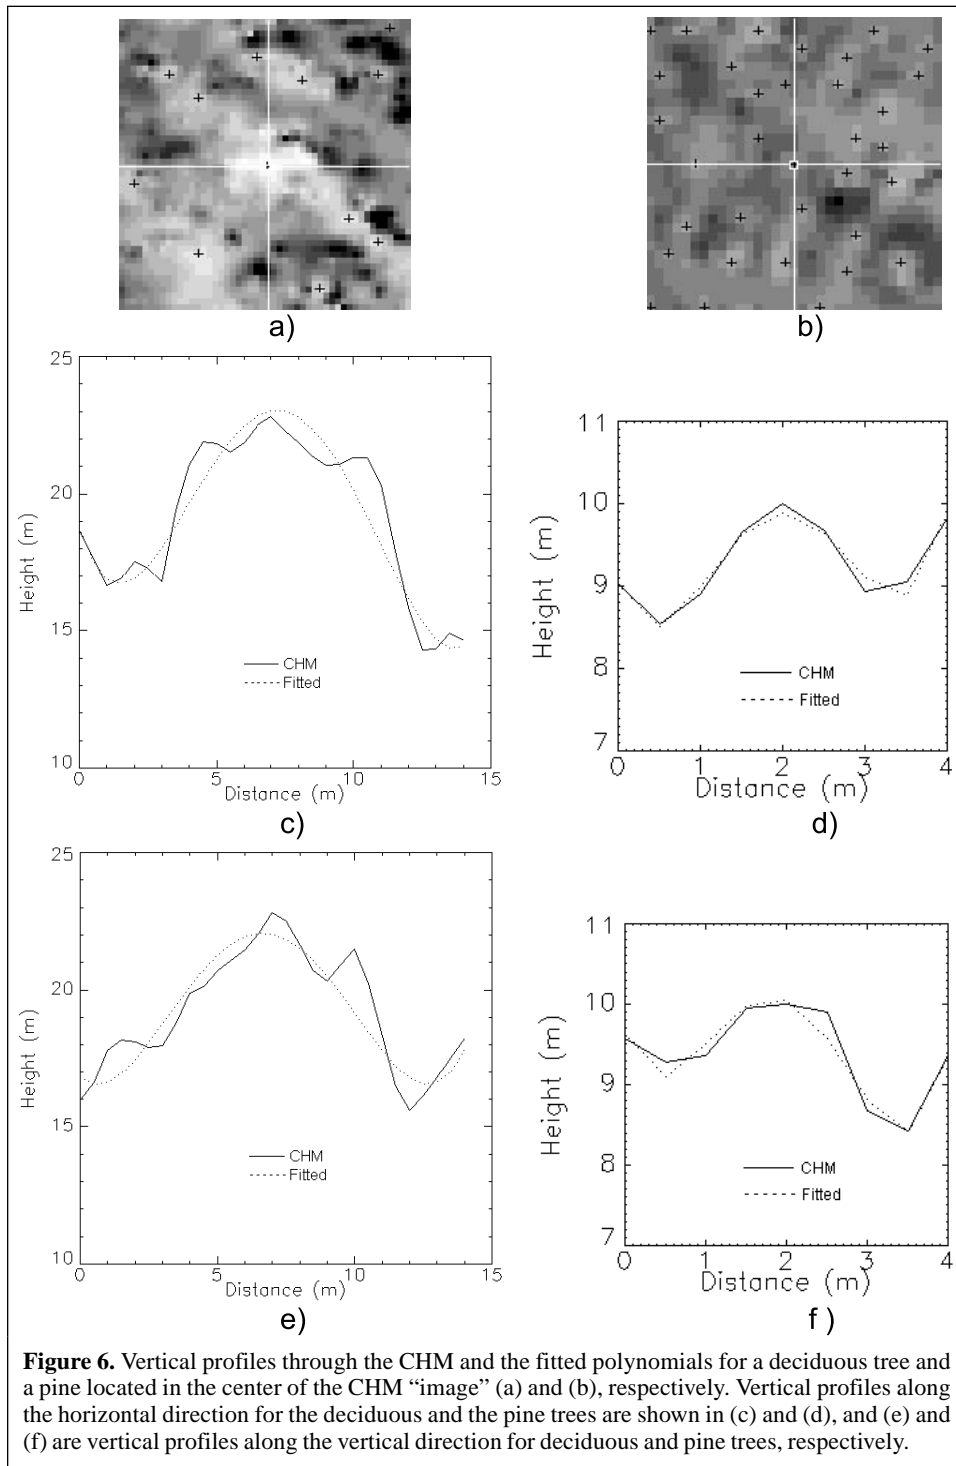 a)
b)
25
20
15
10
0
5
10
15
Height (m)
Distance (m)
CHM
Fitted
c)
11
10
9
8
7
0
1
2
3
4
Height (m)
Distance (m)
CHM
Fitted
d)
25
20
15
10
0
5
10
15
Height (m)
Distance (m)
CHM
Fitted
e)
11
10
9
8
7
0
1
2
3
4
Height (m)
Distance (m)
CHM
Fitted
f )
Figure 6. Vertical profiles through the CHM and the fitted polynomials for a deciduous tree and
a pine located in the center of the CHM “image” (a) and (b), respectively. Vertical profiles along
the horizontal direction for the deciduous and the pine trees are shown in (c) and (d), and (e) and
(f) are vertical profiles along the vertical direction for deciduous and pine trees, respectively.